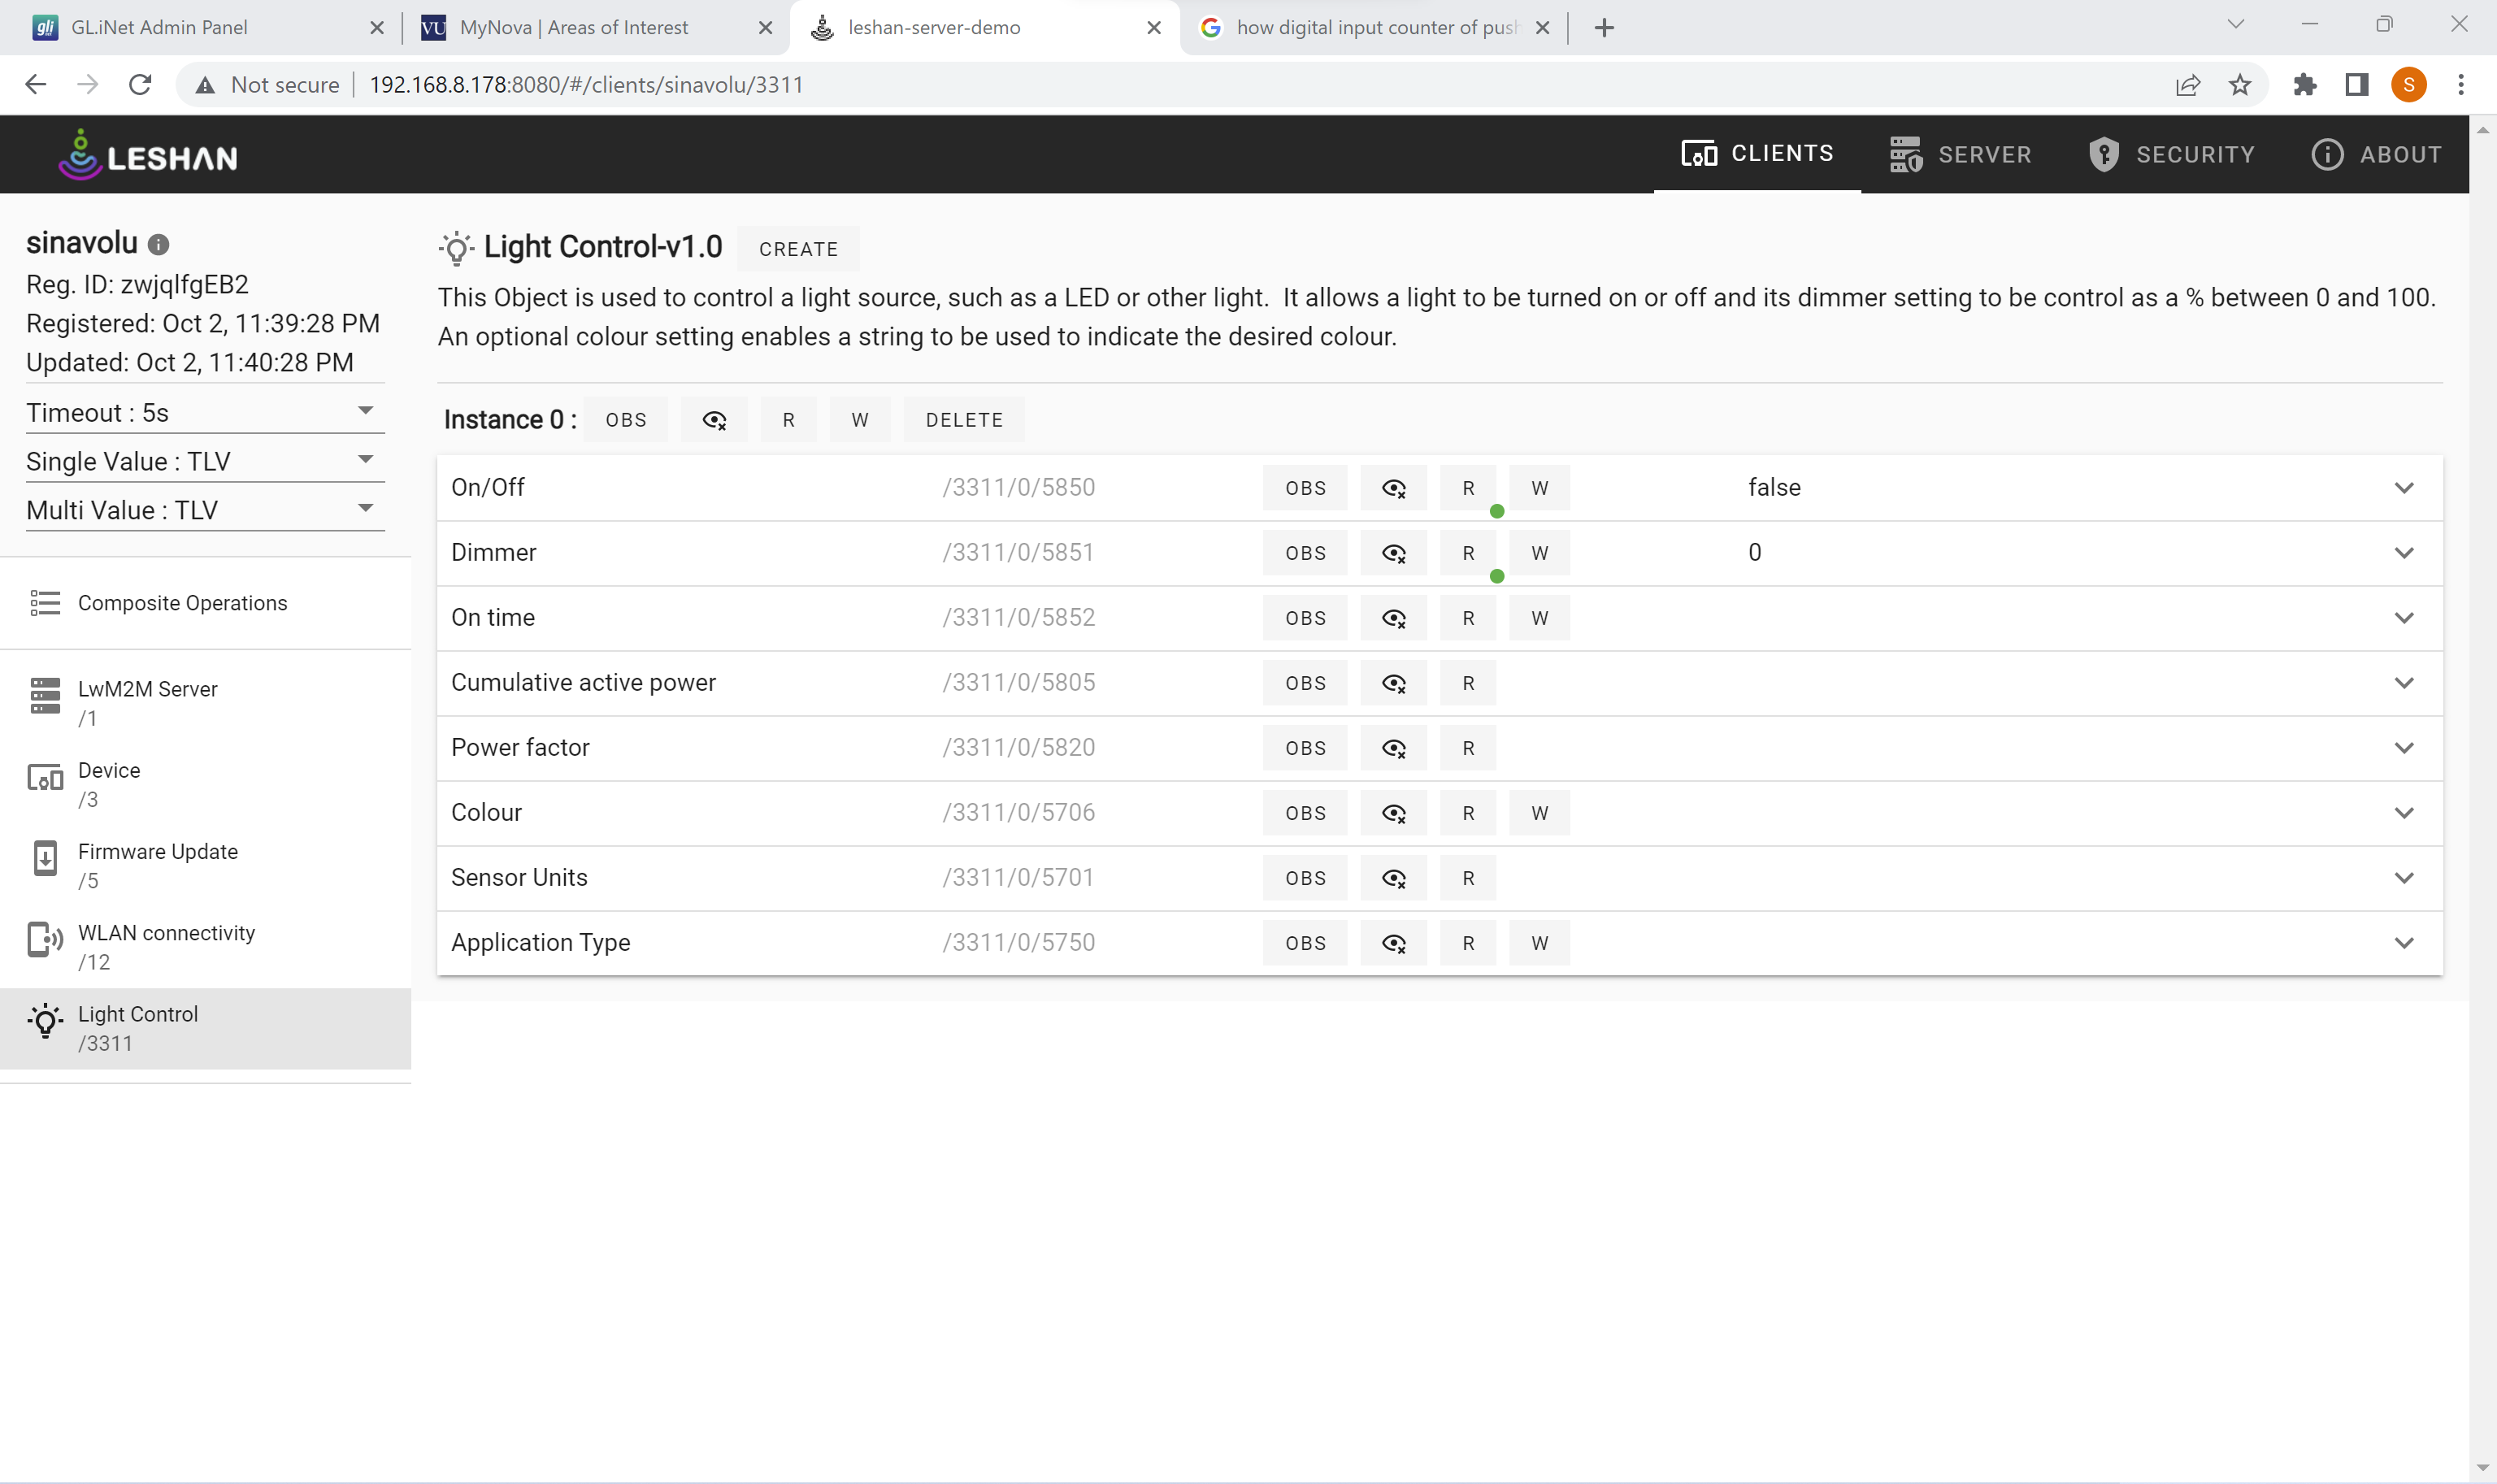 gli GL.iNet Admin Panel
VU MyNova | Areas of Interest
leshan-server-demo
how digital input counter of push
Not secure 192.168.8.178:8080/#/clients/sinavolu/3311
S
LESHAN
CLIENTS
SERVER
SECURITY
ABOUT
sinavolu
Reg. ID: zwjqlfgEB2
Registered: Oct 2, 11:39:28 PM
Updated: Oct 2, 11:40:28 PM
Timeout : 5s
Single Value : TLV
Multi Value : TLV
Composite Operations
LwM2M Server
/1
Device
/3
Firmware Update
/5
WLAN connectivity
/12
Light Control
/3311
Light Control-v1.0 CREATE
This Object is used to control a light source, such as a LED or other light. It allows a light to be turned on or off and its dimmer setting to be control as a % between 0 and 100.
An optional colour setting enables a string to be used to indicate the desired colour.
Instance 0 : OBS R W DELETE
On/Off /3311/0/5850 OBS R W false
Dimmer /3311/0/5851 OBS R W 0
On time /3311/0/5852 OBS R W
Cumulative active power /3311/0/5805 OBS R
Power factor /3311/0/5820 OBS R
Colour /3311/0/5706 OBS R W
Sensor Units /3311/0/5701 OBS R
Application Type /3311/0/5750 OBS R W